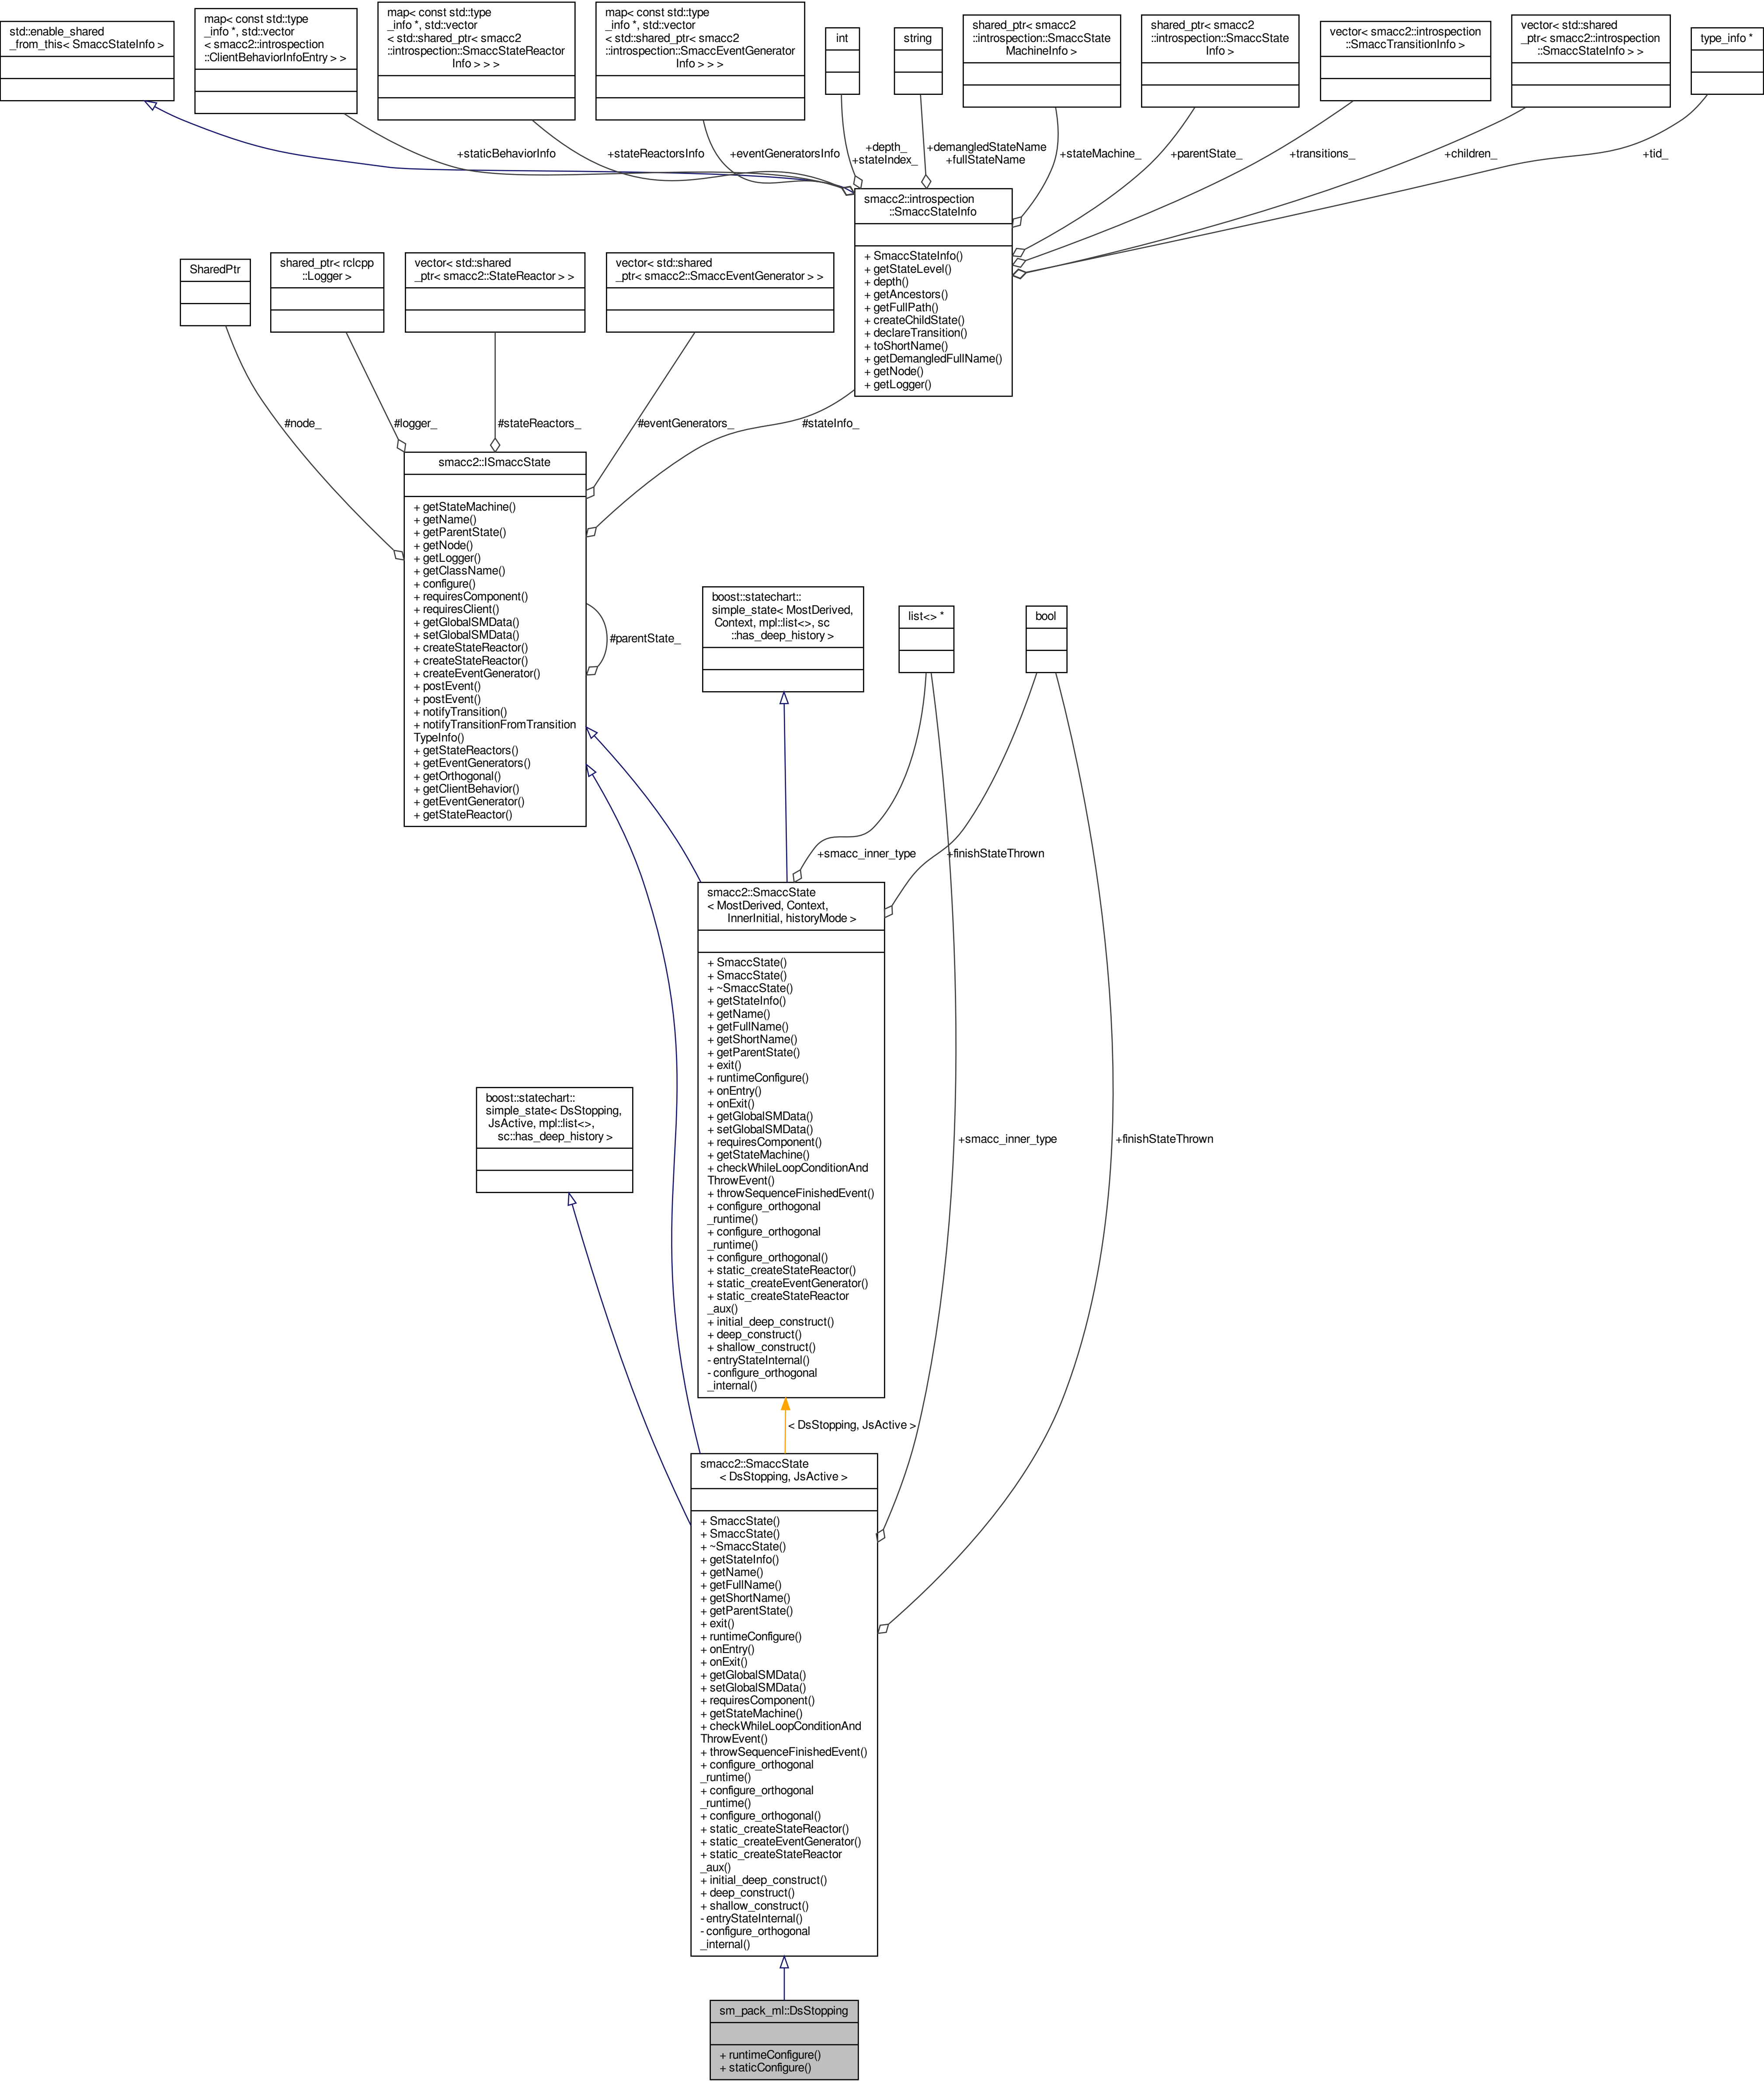 std::enable_shared
_from_this< SmaccStateInfo >
map< const std::type
_info *, std::vector
< smacc2::introspection
::ClientBehaviorInfoEntry > >
map< const std::type
_info *, std::vector
< std::shared_ptr< smacc2
::introspection::SmaccStateReactor
Info > > >
map< const std::type
_info *, std::vector
< std::shared_ptr< smacc2
::introspection::SmaccEventGenerator
Info > > >
int
string
shared_ptr< smacc2
::introspection::SmaccState
MachineInfo >
shared_ptr< smacc2
::introspection::SmaccState
Info >
vector< smacc2::introspection
::SmaccTransitionInfo >
vector< std::shared
_ptr< smacc2::introspection
::SmaccStateInfo > >
type_info *
+staticBehaviorInfo
+stateReactorsInfo
+eventGeneratorsInfo
+depth_
+stateIndex_
+demangledStateName
+fullStateName
+stateMachine_
+parentState_
+transitions_
+children_
+tid_
smacc2::introspection
::SmaccStateInfo
+ SmaccStateInfo()
+ getStateLevel()
+ depth()
+ getAncestors()
+ getFullPath()
+ createChildState()
+ declareTransition()
+ toShortName()
+ getDemangledFullName()
+ getNode()
+ getLogger()
SharedPtr
shared_ptr< rclcpp
::Logger >
vector< std::shared
_ptr< smacc2::StateReactor > >
vector< std::shared
_ptr< smacc2::SmaccEventGenerator > >
#node_
#logger_
#stateReactors_
#eventGenerators_
#stateInfo_
smacc2::ISmaccState
+ getStateMachine()
+ getName()
+ getParentState()
+ getNode()
+ getLogger()
+ getClassName()
+ configure()
+ requiresComponent()
+ requiresClient()
+ getGlobalSMData()
+ setGlobalSMData()
+ createStateReactor()
+ createStateReactor()
+ createEventGenerator()
+ postEvent()
+ postEvent()
+ notifyTransition()
+ notifyTransitionFromTransition
TypeInfo()
+ getStateReactors()
+ getEventGenerators()
+ getOrthogonal()
+ getClientBehavior()
+ getEventGenerator()
+ getStateReactor()
#parentState_
boost::statechart::
simple_state< MostDerived,
Context, mpl::list<>, sc
::has_deep_history >
list<> *
bool
+smacc_inner_type
+finishStateThrown
smacc2::SmaccState
< MostDerived, Context,
InnerInitial, historyMode >
+ SmaccState()
+ SmaccState()
+ ~SmaccState()
+ getStateInfo()
+ getName()
+ getFullName()
+ getShortName()
+ getParentState()
+ exit()
+ runtimeConfigure()
+ onEntry()
+ onExit()
+ getGlobalSMData()
+ setGlobalSMData()
+ requiresComponent()
+ getStateMachine()
+ checkWhileLoopConditionAnd
ThrowEvent()
+ throwSequenceFinishedEvent()
+ configure_orthogonal
_runtime()
+ configure_orthogonal
_runtime()
+ configure_orthogonal()
+ static_createStateReactor()
+ static_createEventGenerator()
+ static_createStateReactor
_aux()
+ initial_deep_construct()
+ deep_construct()
+ shallow_construct()
- entryStateInternal()
- configure_orthogonal
_internal()
boost::statechart::
simple_state< DsStopping,
JsActive, mpl::list<>,
sc::has_deep_history >
+smacc_inner_type
+finishStateThrown
< DsStopping, JsActive >
smacc2::SmaccState
< DsStopping, JsActive >
+ SmaccState()
+ SmaccState()
+ ~SmaccState()
+ getStateInfo()
+ getName()
+ getFullName()
+ getShortName()
+ getParentState()
+ exit()
+ runtimeConfigure()
+ onEntry()
+ onExit()
+ getGlobalSMData()
+ setGlobalSMData()
+ requiresComponent()
+ getStateMachine()
+ checkWhileLoopConditionAnd
ThrowEvent()
+ throwSequenceFinishedEvent()
+ configure_orthogonal
_runtime()
+ configure_orthogonal
_runtime()
+ configure_orthogonal()
+ static_createStateReactor()
+ static_createEventGenerator()
+ static_createStateReactor
_aux()
+ initial_deep_construct()
+ deep_construct()
+ shallow_construct()
- entryStateInternal()
- configure_orthogonal
_internal()
sm_pack_ml::DsStopping
+ runtimeConfigure()
+ staticConfigure()